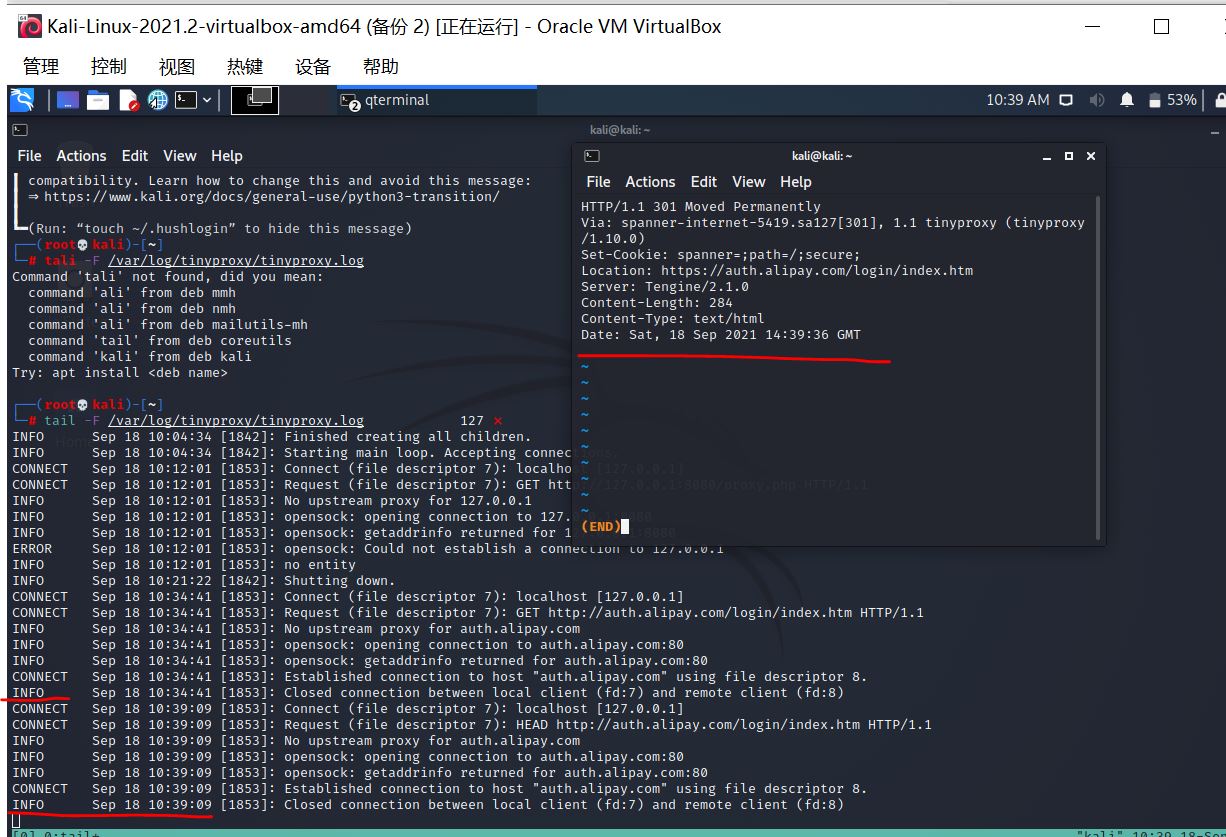 Kali-Linux-2021.2-virtualbox-amd64 (备份 2) [正在运行] - Oracle VM VirtualBox
管理 控制 视图 热键 设备 帮助
2 qterminal 10:39 AM 53%
kali@kali: ~
File Actions Edit View Help
compatibility. Learn how to change this and avoid this message:
⇒ https://www.kali.org/docs/general-use/python3-transition/
(Run: “touch ~/.hushlogin” to hide this message)
(root💀kali)-[~]
# tali -F /var/log/tinyproxy/tinyproxy.log
Command 'tali' not found, did you mean:
command 'ali' from deb mmh
command 'ali' from deb nmh
command 'ali' from deb mailutils-mh
command 'tail' from deb coreutils
command 'kali' from deb kali
Try: apt install <deb name>
(root💀kali)-[~]
# tail -F /var/log/tinyproxy/tinyproxy.log 127 ⨯
INFO Sep 18 10:04:34 [1842]: Finished creating all children.
INFO Sep 18 10:04:34 [1842]: Starting main loop. Accepting connections.
CONNECT Sep 18 10:12:01 [1853]: Connect (file descriptor 7): localhost [127.0.0.1]
CONNECT Sep 18 10:12:01 [1853]: Request (file descriptor 7): GET http://127.0.0.1:8080/proxy.php HTTP/1.1
INFO Sep 18 10:12:01 [1853]: No upstream proxy for 127.0.0.1
INFO Sep 18 10:12:01 [1853]: opensock: opening connection to 127.0.0.1:8080
INFO Sep 18 10:12:01 [1853]: opensock: getaddrinfo returned for 127.0.0.1:8080
ERROR Sep 18 10:12:01 [1853]: opensock: Could not establish a connection to 127.0.0.1
INFO Sep 18 10:12:01 [1853]: no entity
INFO Sep 18 10:21:22 [1842]: Shutting down.
CONNECT Sep 18 10:34:41 [1853]: Connect (file descriptor 7): localhost [127.0.0.1]
CONNECT Sep 18 10:34:41 [1853]: Request (file descriptor 7): GET http://auth.alipay.com/login/index.htm HTTP/1.1
INFO Sep 18 10:34:41 [1853]: No upstream proxy for auth.alipay.com
INFO Sep 18 10:34:41 [1853]: opensock: opening connection to auth.alipay.com:80
INFO Sep 18 10:34:41 [1853]: opensock: getaddrinfo returned for auth.alipay.com:80
CONNECT Sep 18 10:34:41 [1853]: Established connection to host "auth.alipay.com" using file descriptor 8.
INFO Sep 18 10:34:41 [1853]: Closed connection between local client (fd:7) and remote client (fd:8)
CONNECT Sep 18 10:39:09 [1853]: Connect (file descriptor 7): localhost [127.0.0.1]
CONNECT Sep 18 10:39:09 [1853]: Request (file descriptor 7): HEAD http://auth.alipay.com/login/index.htm HTTP/1.1
INFO Sep 18 10:39:09 [1853]: No upstream proxy for auth.alipay.com
INFO Sep 18 10:39:09 [1853]: opensock: opening connection to auth.alipay.com:80
INFO Sep 18 10:39:09 [1853]: opensock: getaddrinfo returned for auth.alipay.com:80
CONNECT Sep 18 10:39:09 [1853]: Established connection to host "auth.alipay.com" using file descriptor 8.
INFO Sep 18 10:39:09 [1853]: Closed connection between local client (fd:7) and remote client (fd:8)
[0] 0:tail* "kali" 10:39 18-Sep
kali@kali: ~
File Actions Edit View Help
HTTP/1.1 301 Moved Permanently
Via: spanner-internet-5419.sa127[301], 1.1 tinyproxy (tinyproxy
/1.10.0)
Set-Cookie: spanner=;path=/;secure;
Location: https://auth.alipay.com/login/index.htm
Server: Tengine/2.1.0
Content-Length: 284
Content-Type: text/html
Date: Sat, 18 Sep 2021 14:39:36 GMT
~
~
~
~
~
~
~
~
~
~
(END)